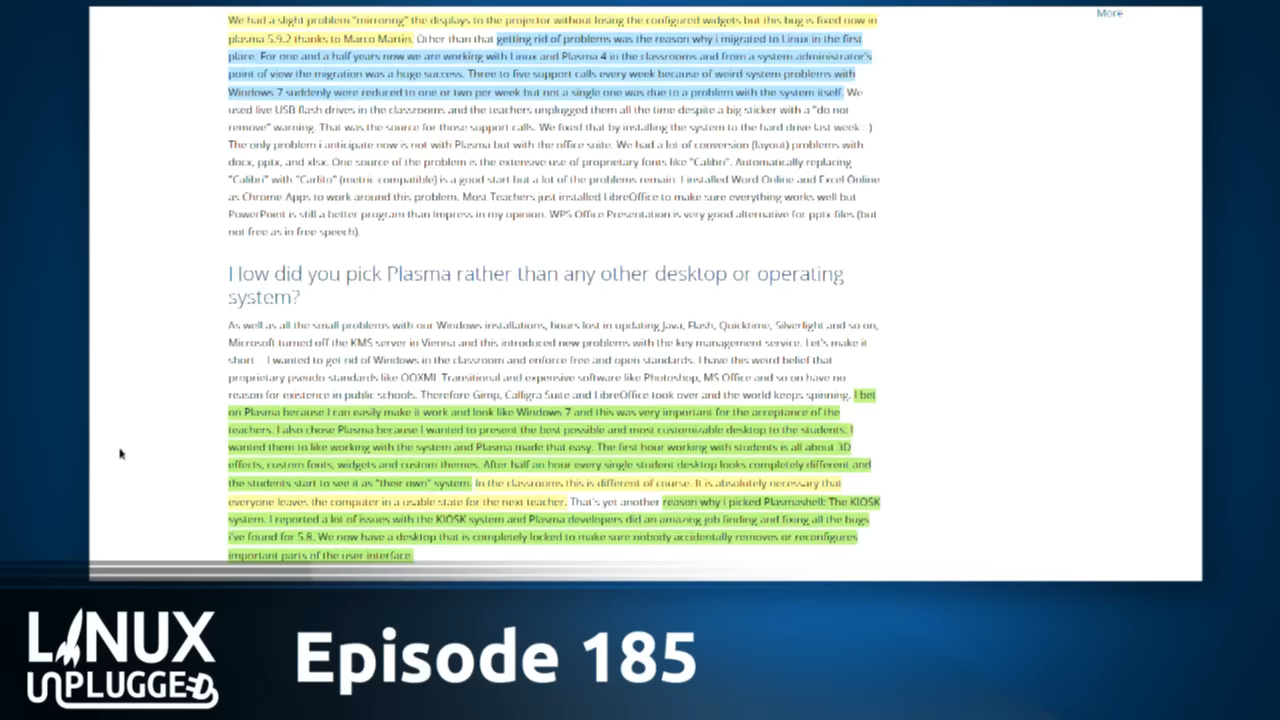 We had a slight problem "mirroring" the displays to the projector without losing the configured widgets but this bug is fixed now in
More
plasma 5.9.2 thanks to Marco Martin. Other than that getting rid of problems was the reason why i migrated to Linux in the first
place. For one and a half years now we are working with Linux and Plasma 4 in the classrooms and from a system administrator's
point of view the migration was a huge success. Three to five support calls every week because of weird system problems with
Windows 7 suddenly were reduced to one or two per week but not a single one was due to a problem with the system itself. We
used live USB flash drives in the classrooms and the teachers unplugged them all the time despite a big sticker with a "do not
remove" warning. That was the source for those support calls. We fixed that by installing the system to the hard drive last week :-)
The only problem i anticipate now is not with Plasma but with the office suite. We had a lot of conversion (layout) problems with
docx, pptx, and xlsx. One source of the problem is the extensive use of proprietary fonts like "Calibri". Automatically replacing
"Calibri" with "Carlito" (metric-compatible) is a good start but a lot of the problems remain. I installed Word Online and Excel Online
as Chrome Apps to work around this problem. Most Teachers just installed LibreOffice to make sure everything works well but
PowerPoint is still a better program than Impress in my opinion. WPS Office Presentation is very good alternative for pptx files (but
not free as in free speech).
How did you pick Plasma rather than any other desktop or operating
system?
As well as all the small problems with our Windows installations, hours lost in updating Java, Flash, Quicktime, Silverlight and so on,
Microsoft turned off the KMS server in Vienna and this introduced new problems with the key management service. Let's make it
short – I wanted to get rid of Windows in the classroom and enforce free and open standards. I have this weird belief that
proprietary pseudo standards like OOXML Transitional and expensive software like Photoshop, MS Office and so on have no
reason for existence in public schools. Therefore Gimp, Calligra Suite and LibreOffice took over and the world keeps spinning. I bet
on Plasma because I can easily make it work and look like Windows 7 and this was very important for the acceptance of the
teachers. I also chose Plasma because I wanted to present the best possible and most customizable desktop to the students. I
wanted them to like working with the system and Plasma made that easy. The first hour working with students is all about 3D
effects, custom fonts, widgets and custom themes. After half an hour every single student desktop looks completely different and
the students start to see it as "their own" system. In the classrooms this is different of course. It is absolutely necessary that
everyone leaves the computer in a usable state for the next teacher. That's yet another reason why i picked Plasmashell: The KIOSK
system. I reported a lot of issues with the KIOSK system and Plasma developers did an amazing job finding and fixing all the bugs
i've found for 5.8. We now have a desktop that is completely locked to make sure nobody accidentally removes or reconfigures
important parts of the user interface.
LINUX
UNPLUGGED
Episode 185